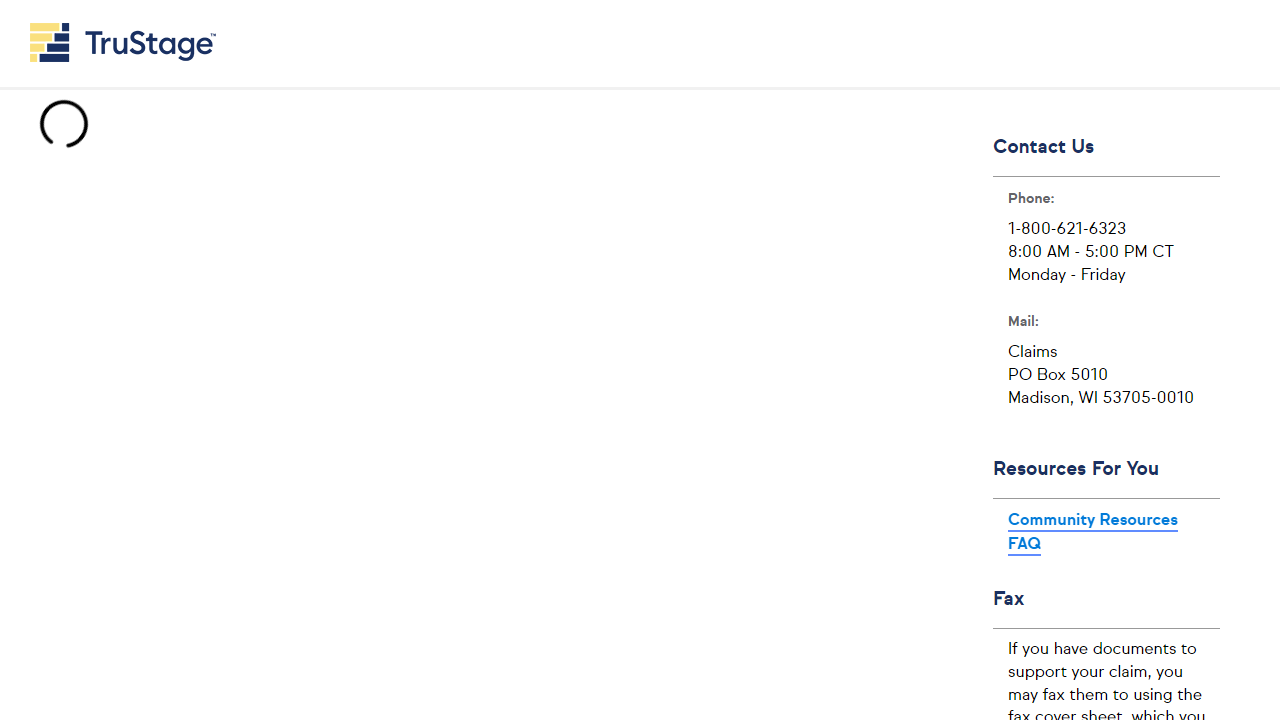 TruStage™
Contact Us
Phone:
1-800-621-6323
8:00 AM - 5:00 PM CT
Monday - Friday
Mail:
Claims
PO Box 5010
Madison, WI 53705-0010
Resources For You
Community Resources
FAQ
Fax
If you have documents to
support your claim, you
may fax them to using the
fax cover sheet, which you